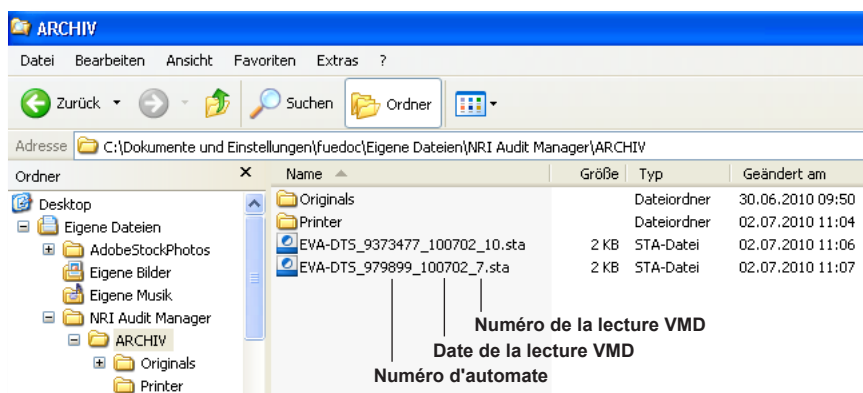 ARCHIV
Datei Bearbeiten Ansicht Favoriten Extras ?
Zurück Suchen Ordner
Adresse C:\Dokumente und Einstellungen\fuedoc\Eigene Dateien\NRI Audit Manager\ARCHIV
Ordner x Name Größe Typ Geändert am
Desktop
Eigene Dateien
AdobeStockPhotos
Eigene Bilder
Eigene Musik
NRI Audit Manager
ARCHIV
Originals
Printer
Originals Dateiordner 30.06.2010 09:50
Printer Dateiordner 02.07.2010 11:04
EVA-DTS_9373477_100702_10.sta 2 KB STA-Datei 02.07.2010 11:06
EVA-DTS_979899_100702_7.sta 2 KB STA-Datei 02.07.2010 11:07
Numéro de la lecture VMD
Date de la lecture VMD
Numéro d'automate